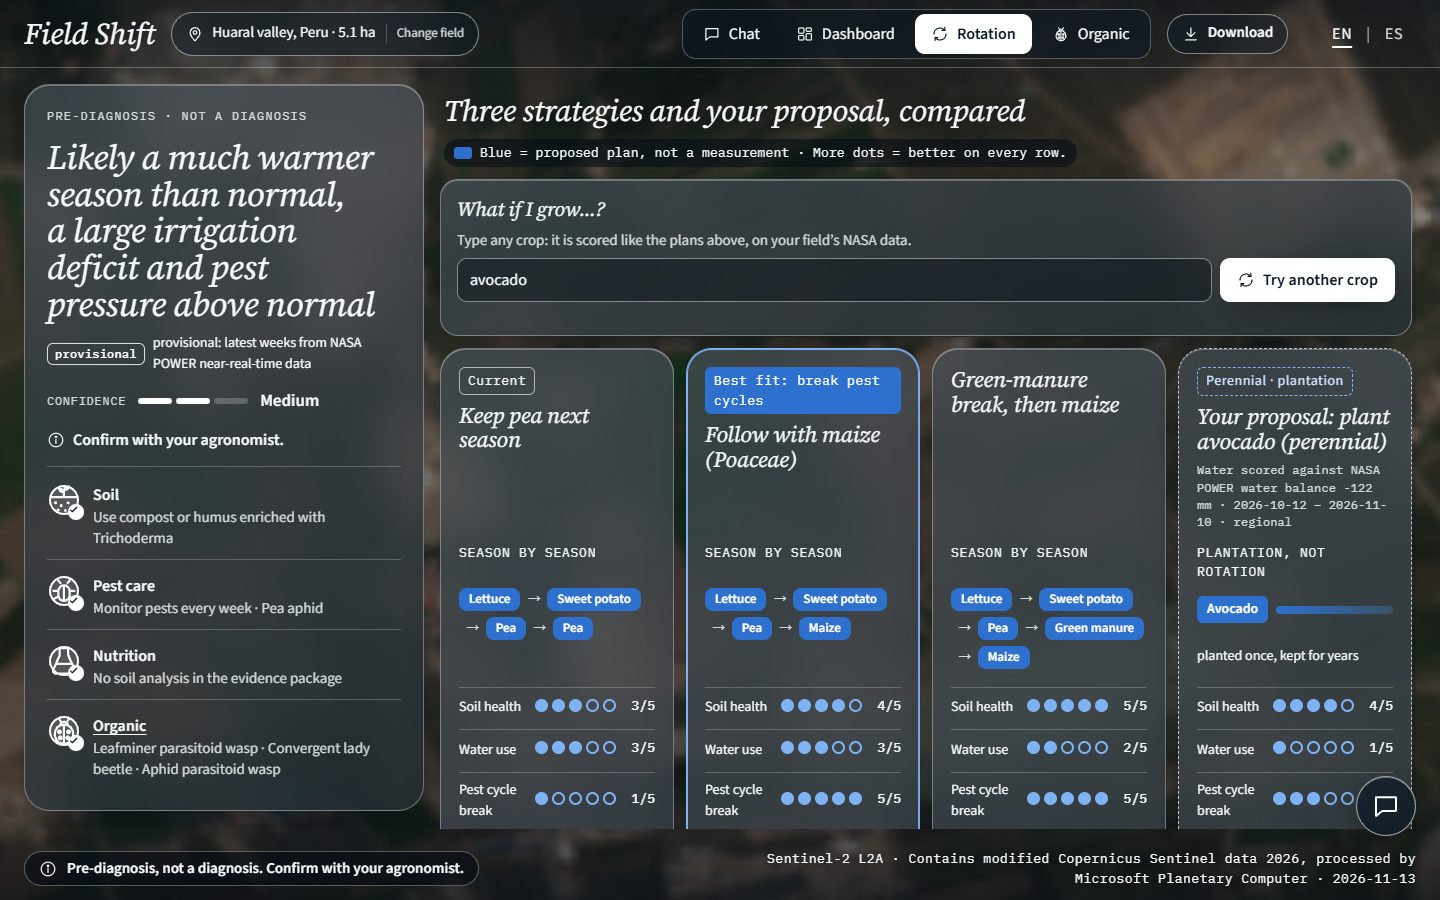 Field Shift
Huaral valley, Peru · 5.1 ha
Change field
Chat
Dashboard
Rotation
Organic
Download
EN | ES
PRE-DIAGNOSIS · NOT A DIAGNOSIS
Likely a much warmer
season than normal,
a large irrigation
deficit and pest
pressure above normal
provisional
provisional: latest weeks from NASA
POWER near-real-time data
CONFIDENCE
Medium
Confirm with your agronomist.
Soil
Use compost or humus enriched with
Trichoderma
Pest care
Monitor pests every week · Pea aphid
Nutrition
No soil analysis in the evidence package
Organic
Leafminer parasitoid wasp · Convergent lady
beetle · Aphid parasitoid wasp
Three strategies and your proposal, compared
Blue = proposed plan, not a measurement · More dots = better on every row.
What if I grow...?
Type any crop: it is scored like the plans above, on your field's NASA data.
avocado
Try another crop
Current
Keep pea next
season
SEASON BY SEASON
Lettuce → Sweet potato
→ Pea → Pea
Soil health 3/5
Water use 3/5
Pest cycle
break
1/5
Best fit: break pest
cycles
Follow with maize
(Poaceae)
SEASON BY SEASON
Lettuce → Sweet potato
→ Pea → Maize
Soil health 4/5
Water use 3/5
Pest cycle
break
5/5
Green-manure
break, then maize
SEASON BY SEASON
Lettuce → Sweet potato
→ Pea → Green manure
→ Maize
Soil health 5/5
Water use 2/5
Pest cycle
break
5/5
Perennial · plantation
Your proposal: plant
avocado (perennial)
Water scored against NASA
POWER water balance -122
mm · 2026-10-12 – 2026-11-
10 · regional
PLANTATION, NOT
ROTATION
Avocado
planted once, kept for years
Soil health 4/5
Water use 1/5
Pest cycle
break
Pre-diagnosis, not a diagnosis. Confirm with your agronomist.
Sentinel-2 L2A · Contains modified Copernicus Sentinel data 2026, processed by
Microsoft Planetary Computer · 2026-11-13